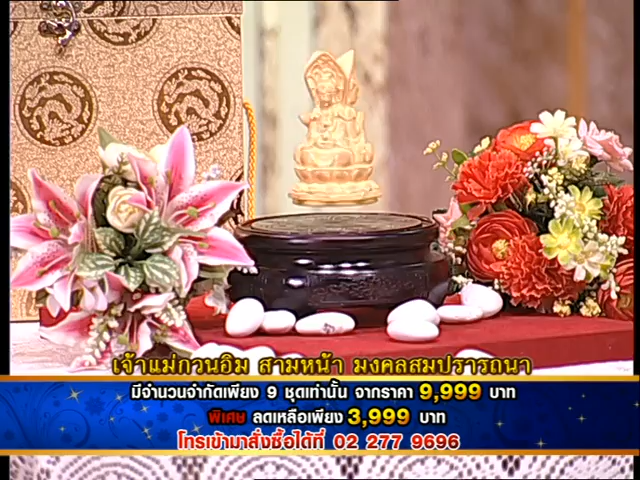 เจ้าแม่กวนอิม สามหน้า มงคลสมปรารถนา
มีจำนวนจำกัดเพียง 9 ชุดเท่านั้น จากราคา 9,999 บาท
พิเศษ ลดเหลือเพียง 3,999 บาท
โทรเข้ามาสั่งซื้อได้ที่ 02 277 9696